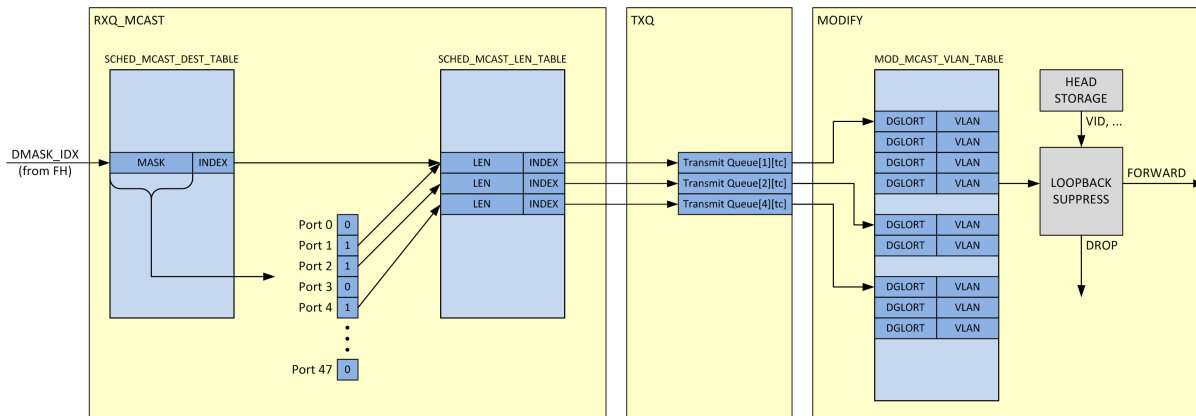 RXQ_MCAST
TXQ
MODIFY
SCHED_MCAST_DEST_TABLE
SCHED_MCAST_LEN_TABLE
MOD_MCAST_VLAN_TABLE
HEAD
STORAGE
VID, ...
DMASK_IDX
(from FH)
MASK INDEX
LEN INDEX
LEN INDEX
LEN INDEX
Port 0 0
Port 1 1
Port 2 1
Port 3 0
Port 4 1
Port 47 0
Transmit Queue[1][tc]
Transmit Queue[2][tc]
Transmit Queue[4][tc]
DGLORT VLAN
DGLORT VLAN
DGLORT VLAN
DGLORT VLAN
DGLORT VLAN
DGLORT VLAN
DGLORT VLAN
DGLORT VLAN
DGLORT VLAN
LOOPBACK
SUPPRESS
FORWARD
DROP